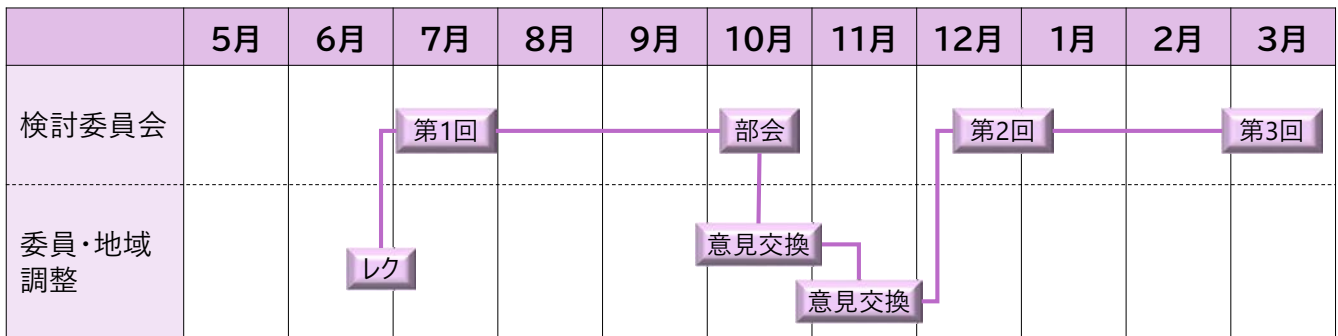 5月 6月 7月 8月 9月 10月 11月 12月 1月 2月 3月
検討委員会 第1回 部会 第2回 第3回
委員・地域
調整
レク 意見交換
意見交換